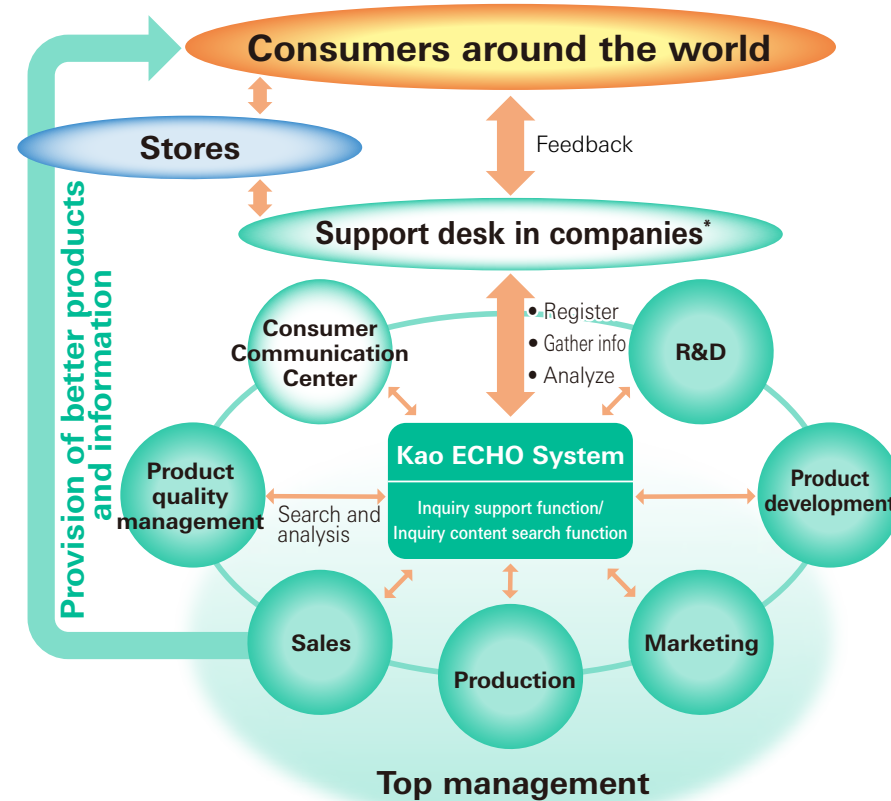 Consumers around the world
Stores
Feedback
Support desk in companies*
• Register
• Gather info
• Analyze
Consumer
Communication
Center
R&D
Kao ECHO System
Inquiry support function/
Inquiry content search function
Product
quality
management
Search and
analysis
Product
development
Sales
Production
Marketing
Top management
Provision of better products
and information